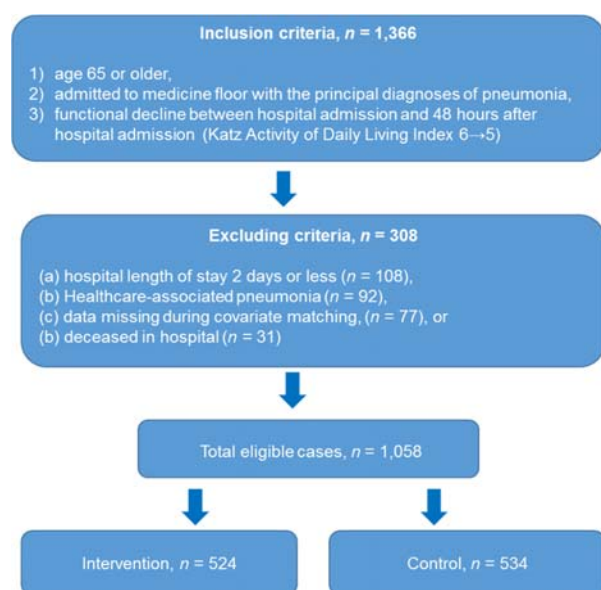 Inclusion criteria, n = 1,366
1) age 65 or older,
2) admitted to medicine floor with the principal diagnoses of pneumonia,
3) functional decline between hospital admission and 48 hours after
hospital admission (Katz Activity of Daily Living Index 6→5)
Excluding criteria, n = 308
(a) hospital length of stay 2 days or less (n = 108),
(b) Healthcare-associated pneumonia (n = 92),
(c) data missing during covariate matching, (n = 77), or
(b) deceased in hospital (n = 31)
Total eligible cases, n = 1,058
Intervention, n = 524
Control, n = 534